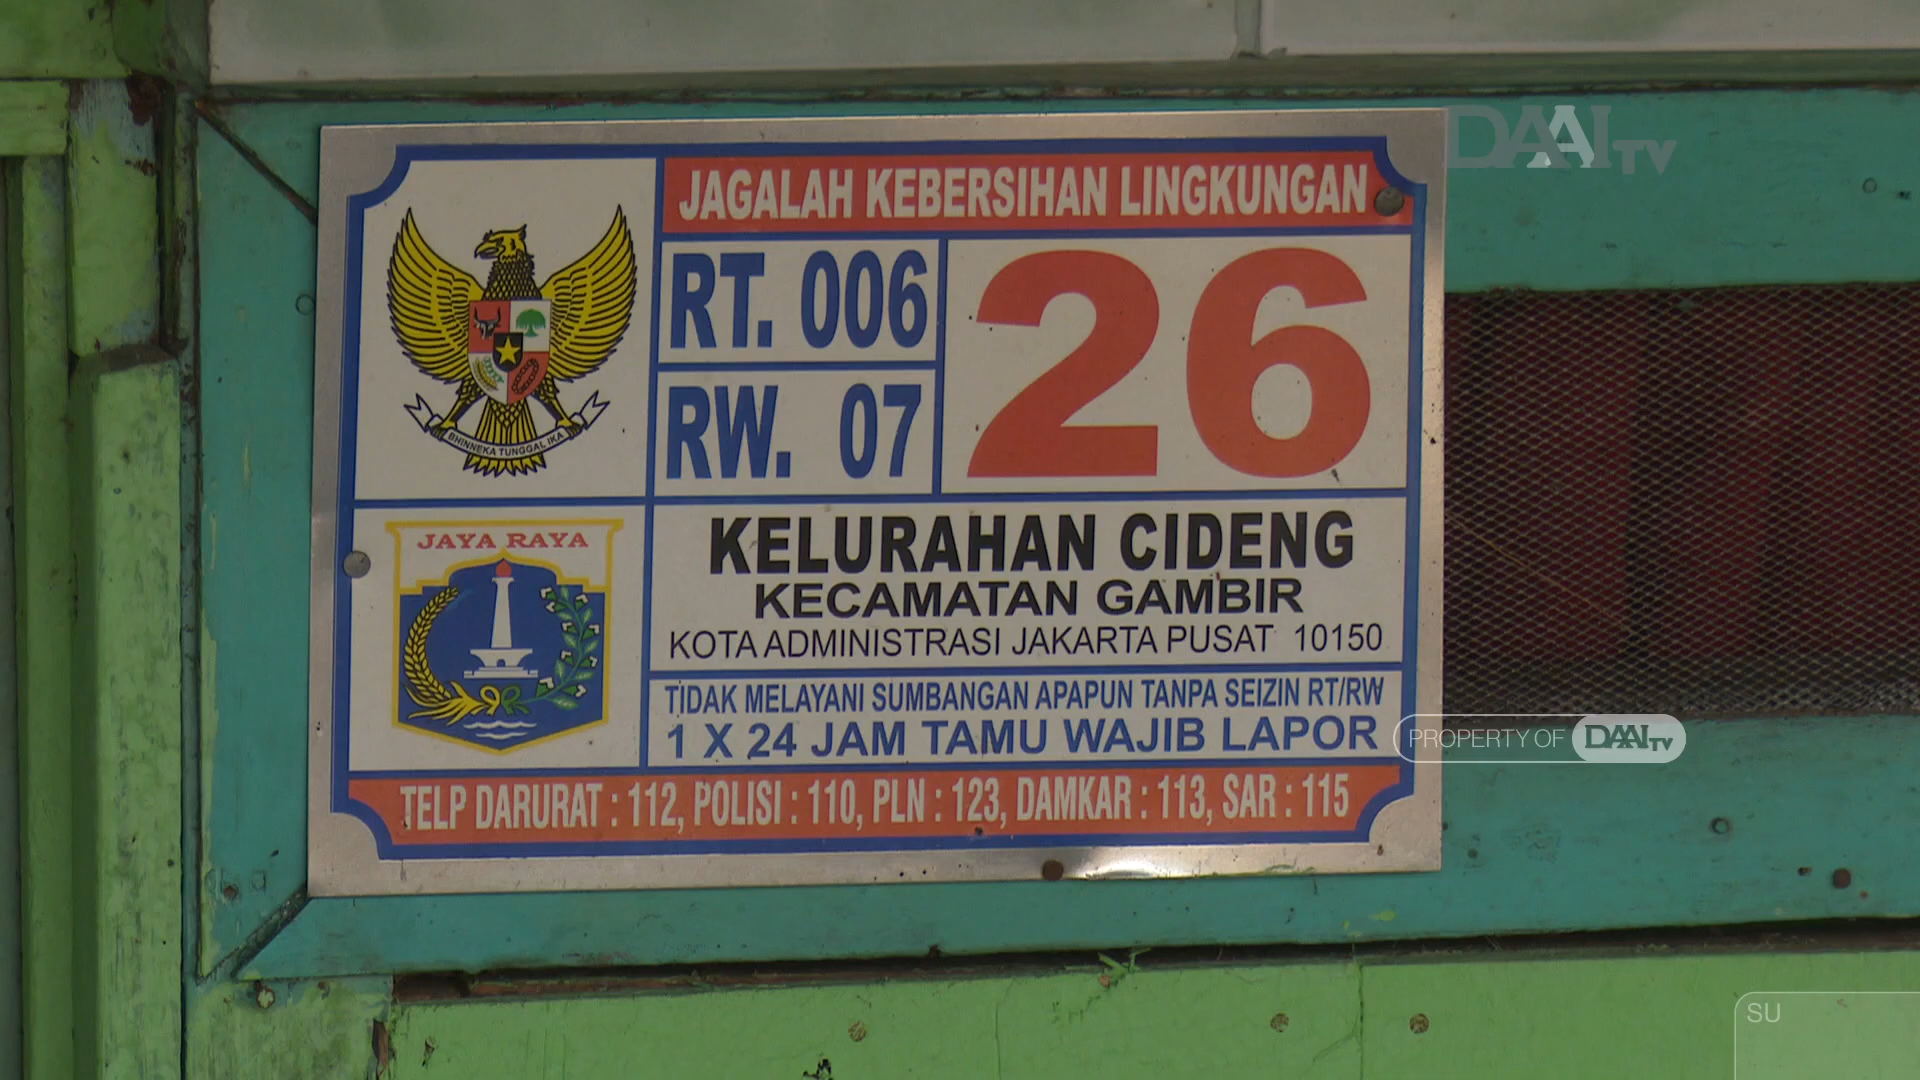 DAAI TV
JAGALAH KEBERSIHAN LINGKUNGAN
RT. 006
RW. 07
26
BHINNEKA TUNGGAL IKA
JAYA RAYA
KELURAHAN CIDENG
KECAMATAN GAMBIR
KOTA ADMINISTRASI JAKARTA PUSAT 10150
TIDAK MELAYANI SUMBANGAN APAPUN TANPA SEIZIN RT/RW
1 X 24 JAM TAMU WAJIB LAPOR
TELP DARURAT : 112, POLISI : 110, PLN : 123, DAMKAR : 113, SAR : 115
PROPERTY OF DAAI TV
SU